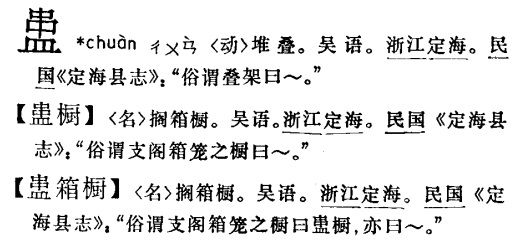 *chuàn ㄔㄨㄢˋ 〈动〉堆叠。吴语。浙江定海。民
国《定海县志》：“俗谓叠架曰～。”
【橱】〈名〉搁箱橱。吴语。浙江定海。民国《定海县
志》：“俗谓支阁箱笼之橱曰～。”
【箱橱】〈名〉搁箱橱。吴语。浙江定海。民国《定
海县志》：“俗谓支阁箱笼之橱曰橱，亦曰～。”